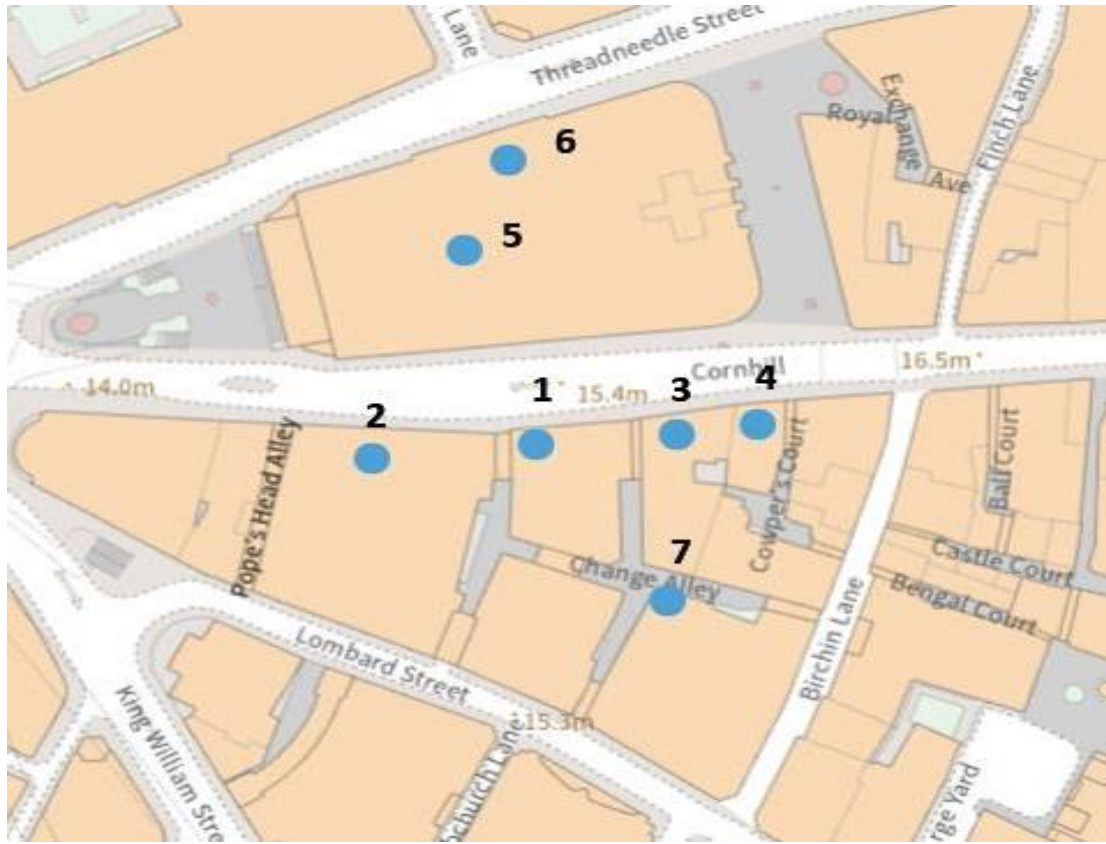 Lane
Threadneedle Street
6
Royal
Exchange
Ave
Finch Lane
5
Cornhill
14.0m
15.4m
16.5m
1
2
3
4
Pope's Head Alley
Cowper's Court
Ball Court
7
Change Alley
Castle Court
Bengal Court
Birchin Lane
Lombard Street
15.3m
King William Stre
bchurch Lane
rge Yard